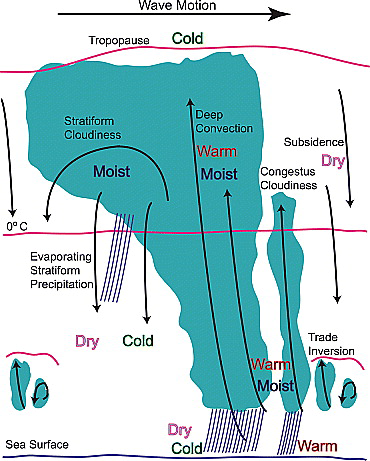 Wave Motion
Tropopause
Cold
Stratiform
Cloudiness
Deep
Convection
Subsidence
Warm
Dry
Moist
Moist
Congestus
Cloudiness
0° C
Evaporating
Stratiform
Precipitation
Dry
Cold
Trade
Inversion
Warm
Moist
Dry
Cold
Warm
Sea Surface